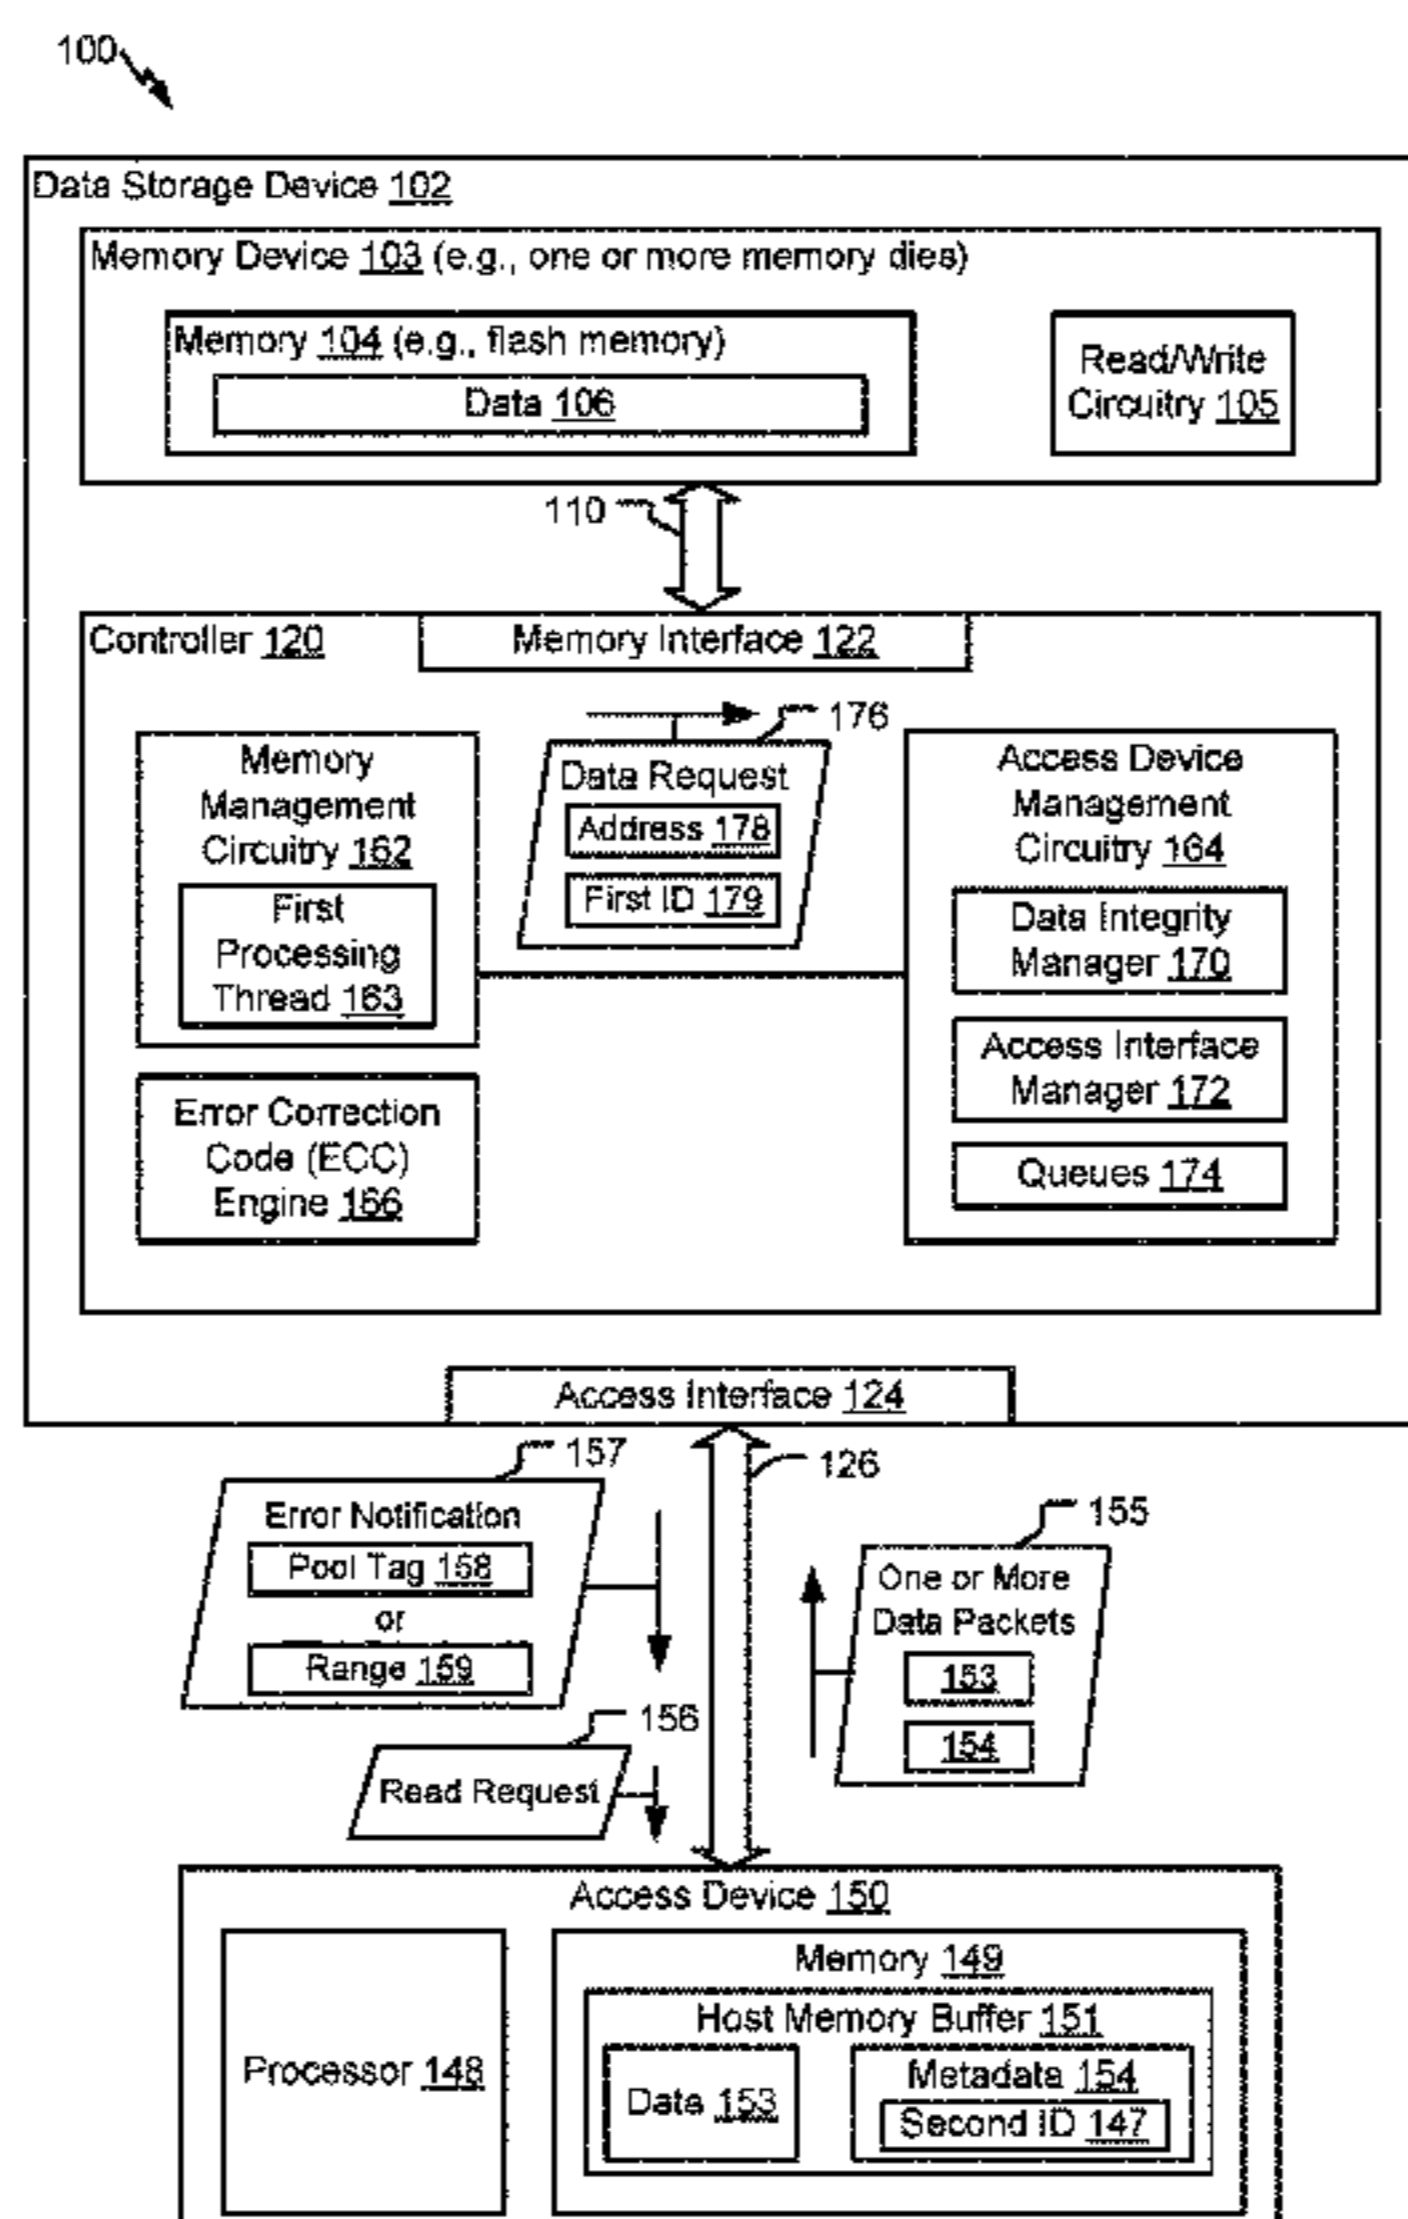 100
Data Storage Device 102
Memory Device 103 (e.g., one or more memory dies)
Memory 104 (e.g., flash memory)
Data 106
Read/Write
Circuitry 105
110
Controller 120
Memory Interface 122
176
Memory
Management
Circuitry 162
First
Processing
Thread 163
Data Request
Address 178
First ID 179
Access Device
Management
Circuitry 164
Data Integrity
Manager 170
Access Interface
Manager 172
Queues 174
Error Correction
Code (ECC)
Engine 166
Access Interface 124
157
126
Error Notification
Pool Tag 158
or
Range 159
155
One or More
Data Packets
153
154
156
Read Request
Access Device 150
Processor 148
Memory 149
Host Memory Buffer 151
Data 153
Metadata 154
Second ID 147